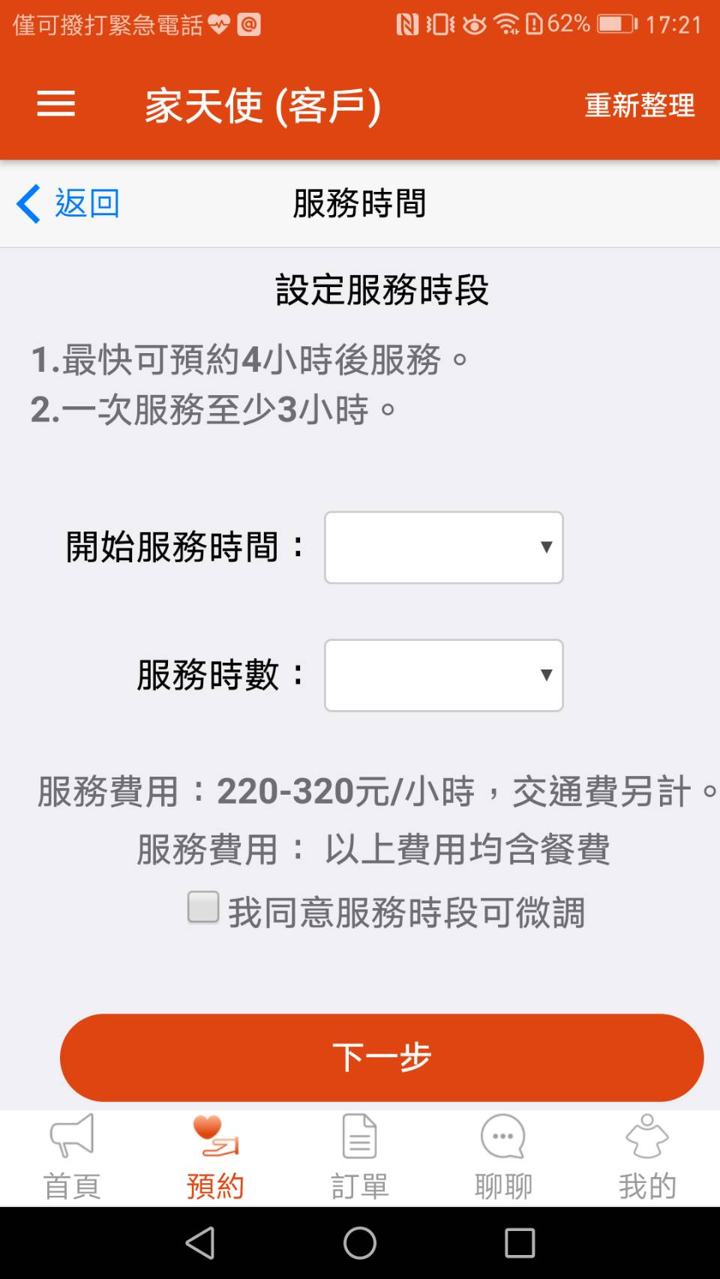 僅可撥打緊急電話 62% 17:21
家天使 (客戶) 重新整理
返回 服務時間
設定服務時段
1.最快可預約4小時後服務。
2.一次服務至少3小時。
開始服務時間：
服務時數：
服務費用：220-320元/小時，交通費另計。
服務費用： 以上費用均含餐費
我同意服務時段可微調
下一步
首頁 預約 訂單 聊聊 我的